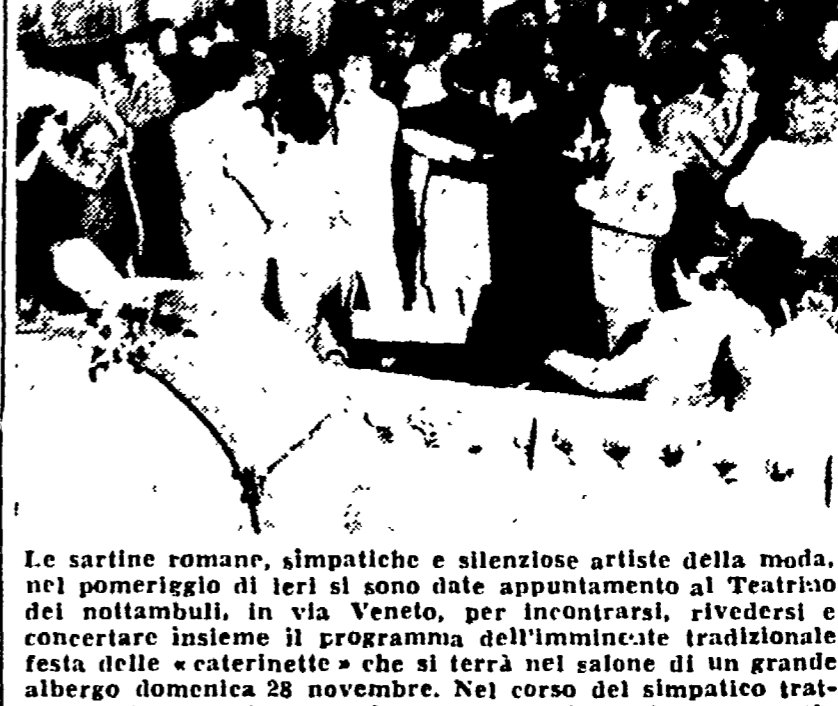 Le sartine romane, simpatiche e silenziose artiste della moda,
nel pomeriggio di ieri si sono date appuntamento al Teatrino
dei nottambuli, in via Veneto, per incontrarsi, rivedersi e
concertare insieme il programma dell'imminente tradizionale
festa delle « caterinette » che si terrà nel salone di un grande
albergo domenica 28 novembre. Nel corso del simpatico trat-